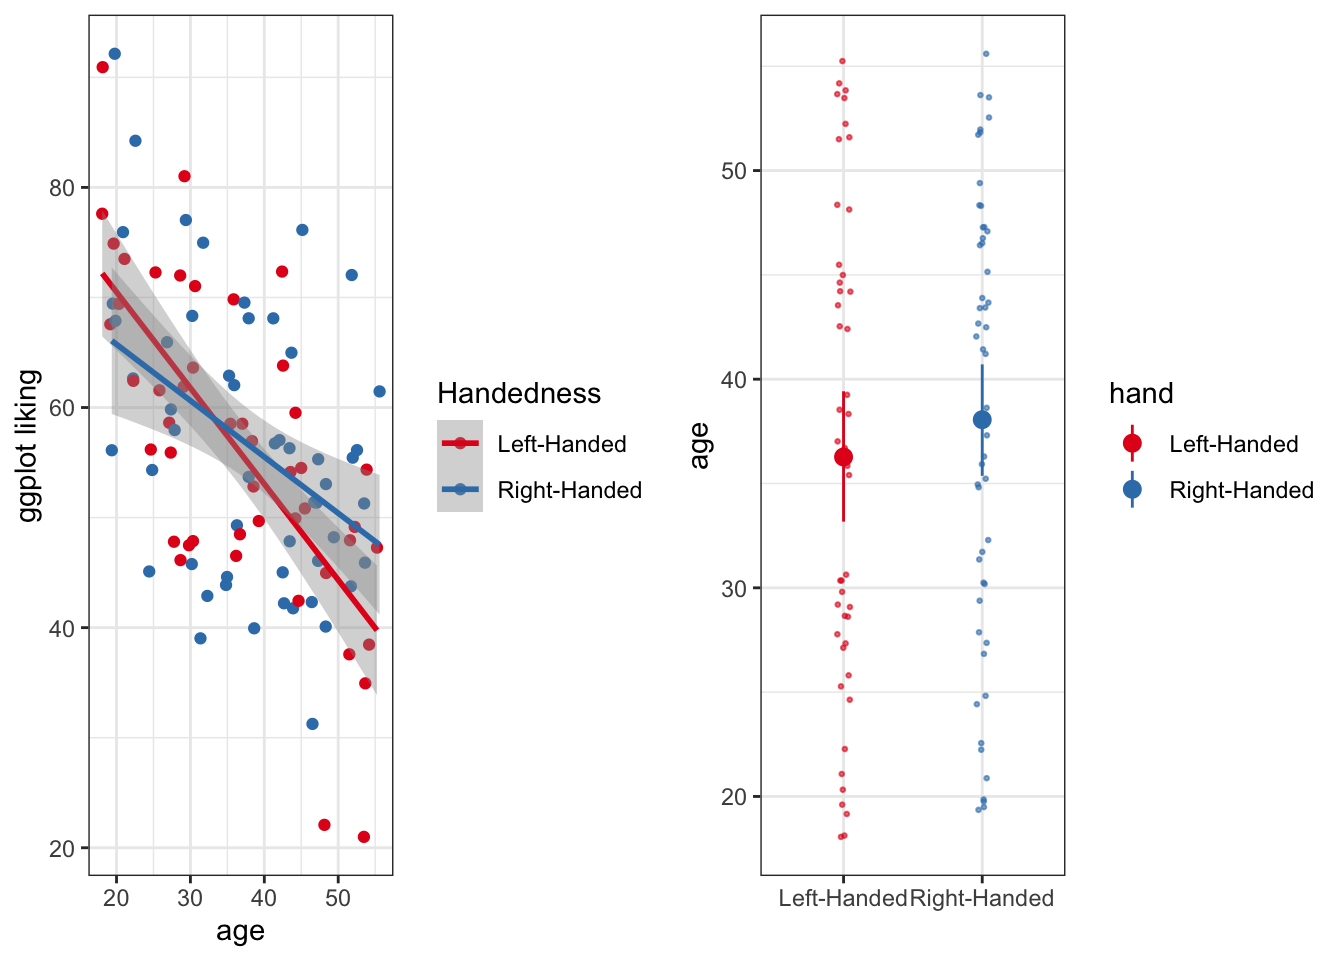 ggplot liking
80
60
40
20
20 30 40 50
age
Handedness
Left-Handed
Right-Handed
age
50
40
30
20
Left-Handed Right-Handed
hand
Left-Handed
Right-Handed